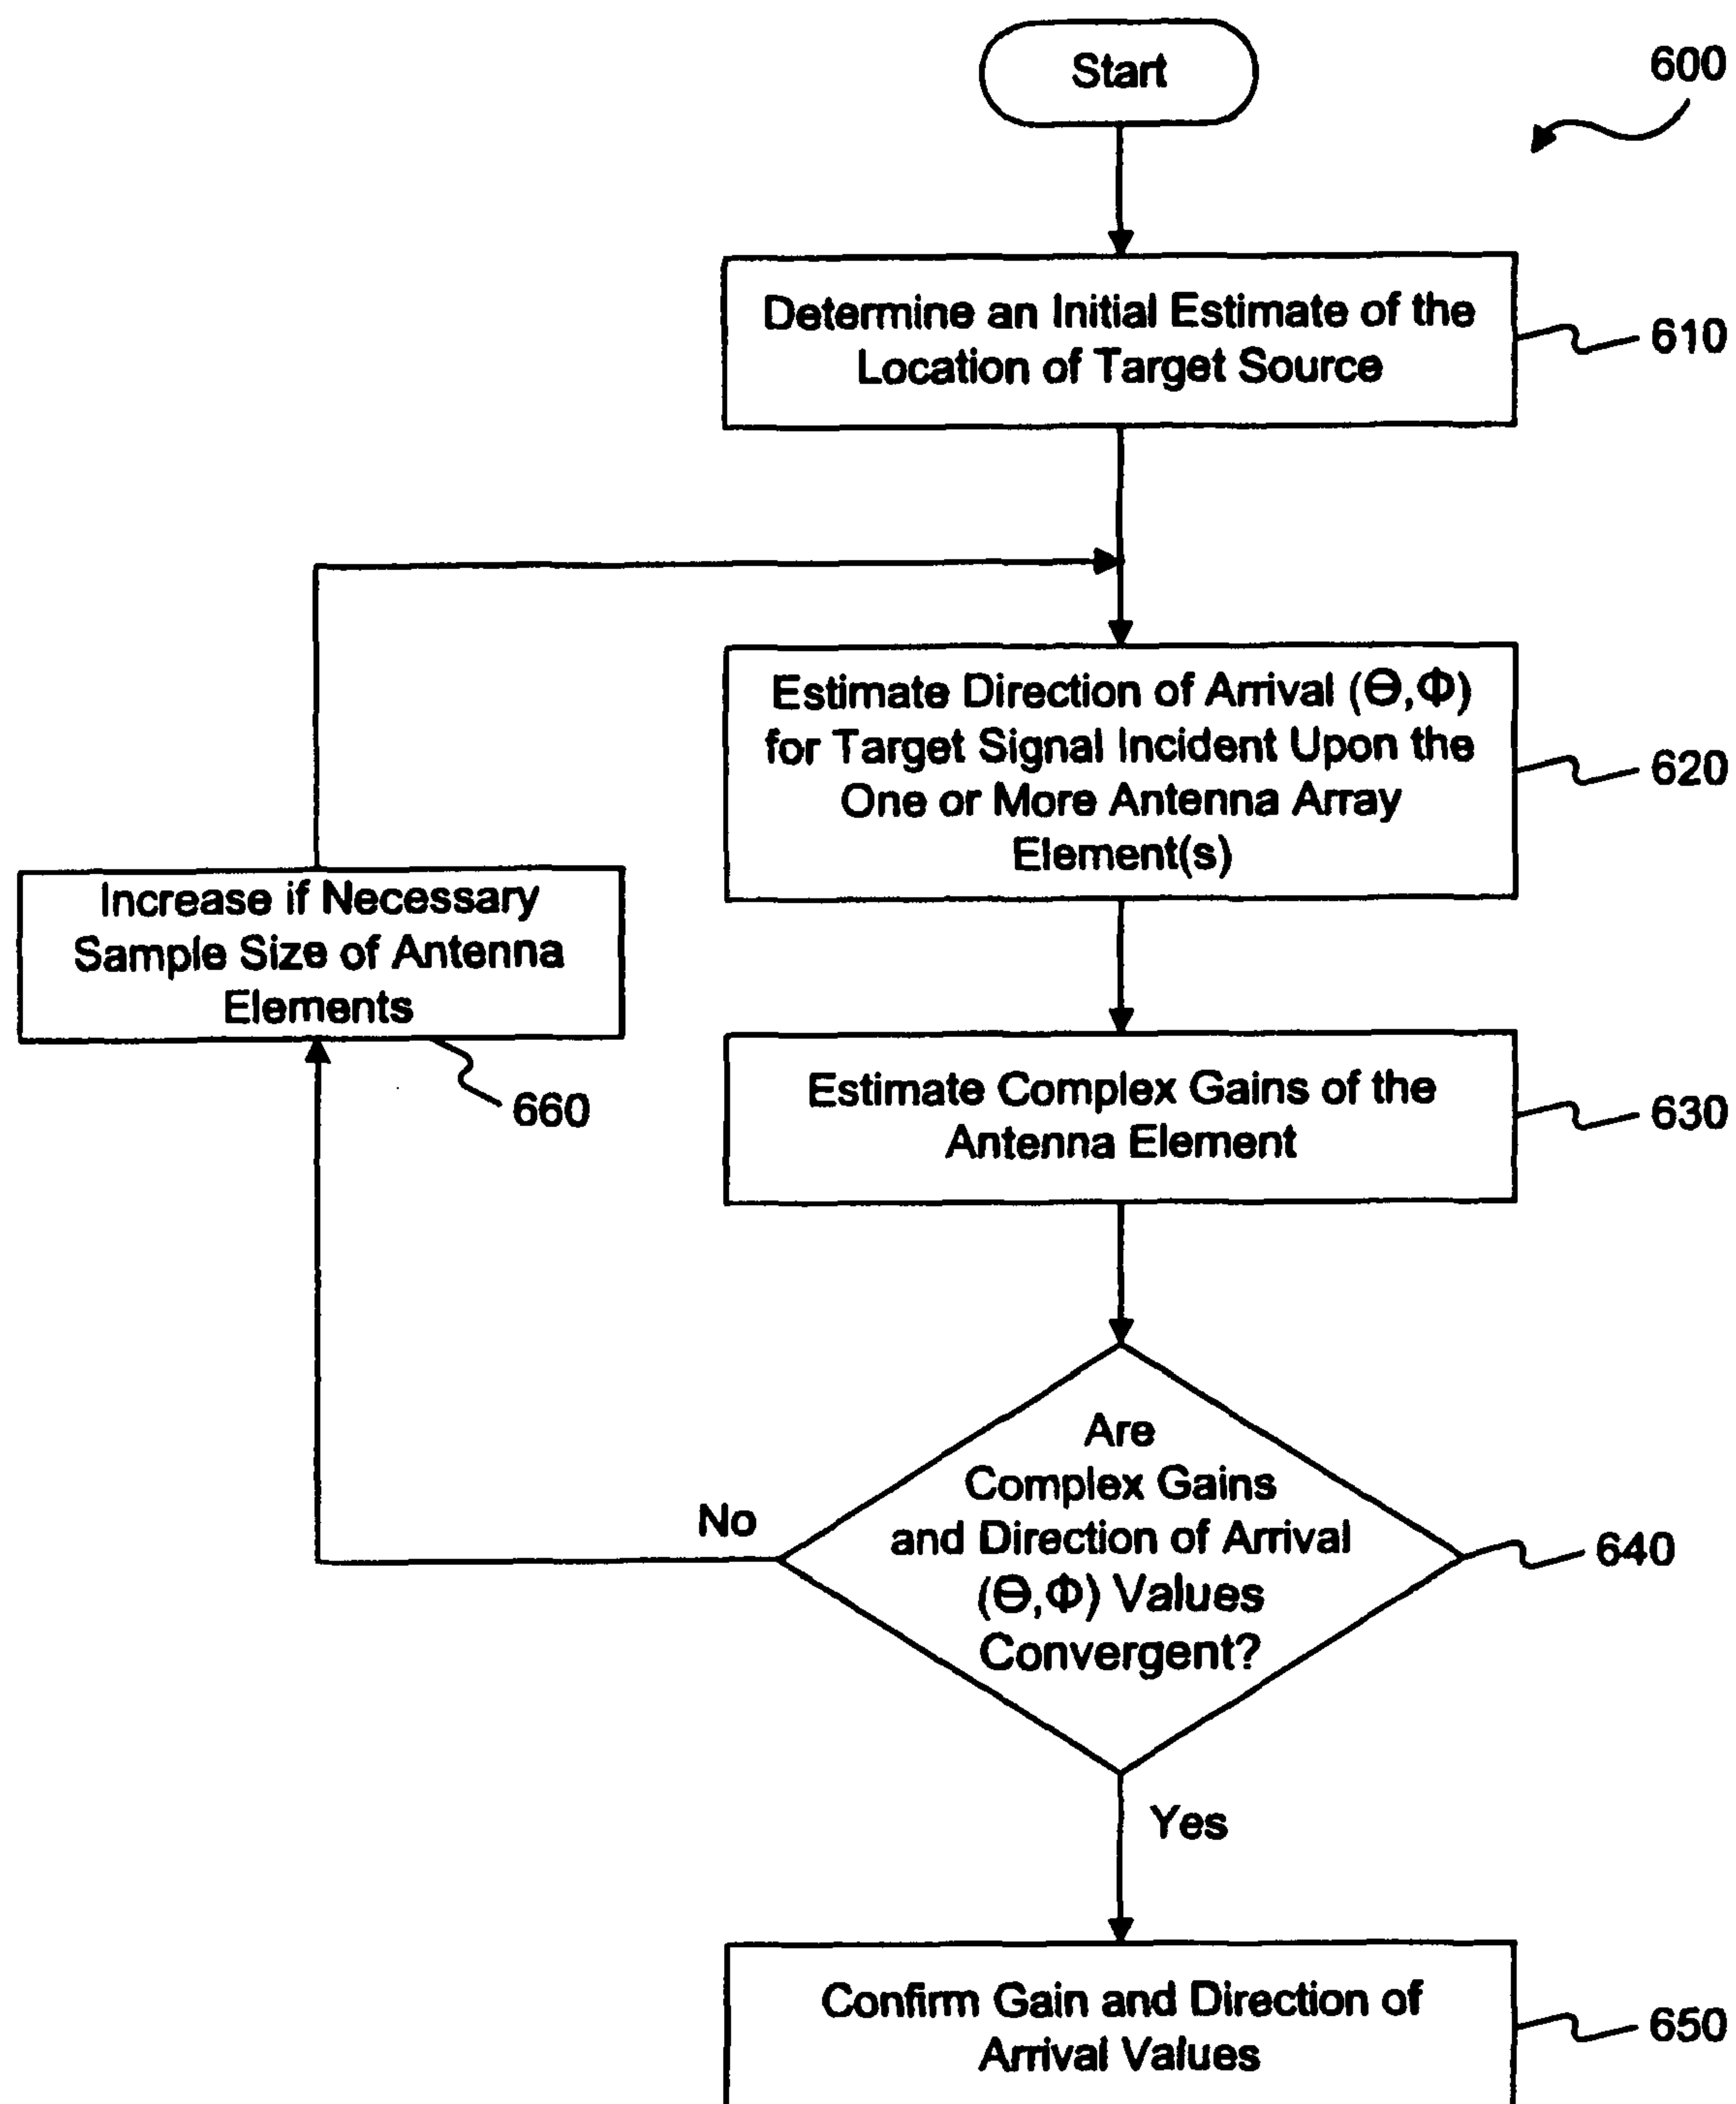 Start
600
Determine an Initial Estimate of the
Location of Target Source
610
Estimate Direction of Arrival (Θ,Φ)
for Target Signal Incident Upon the
One or More Antenna Array
Element(s)
620
Increase if Necessary
Sample Size of Antenna
Elements
660
Estimate Complex Gains of the
Antenna Element
630
Are
Complex Gains
and Direction of Arrival
(Θ,Φ) Values
Convergent?
640
No
Yes
Confirm Gain and Direction of
Arrival Values
650